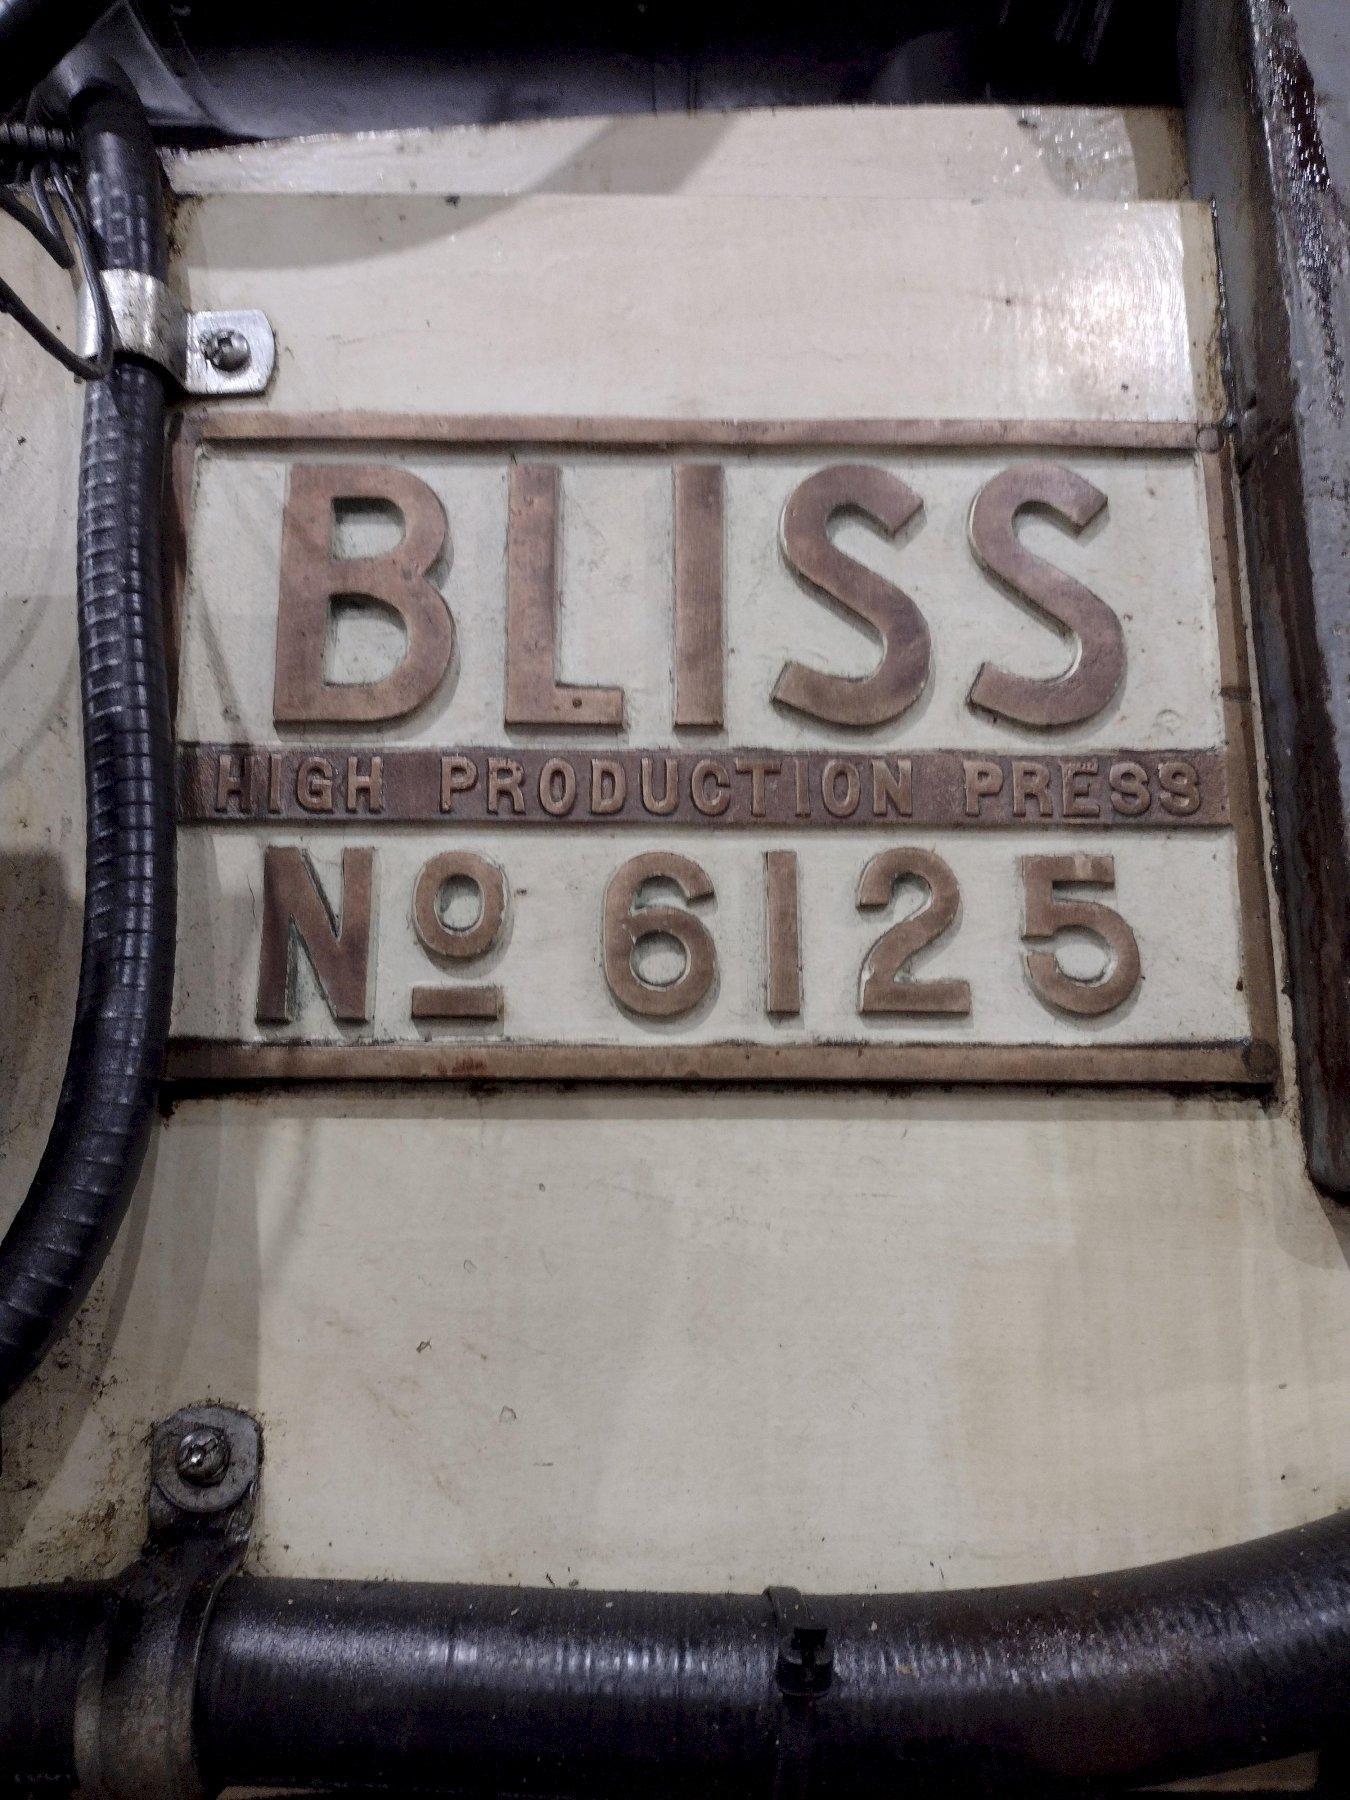 BLISS
HIGH PRODUCTION PRESS
Nº 6125